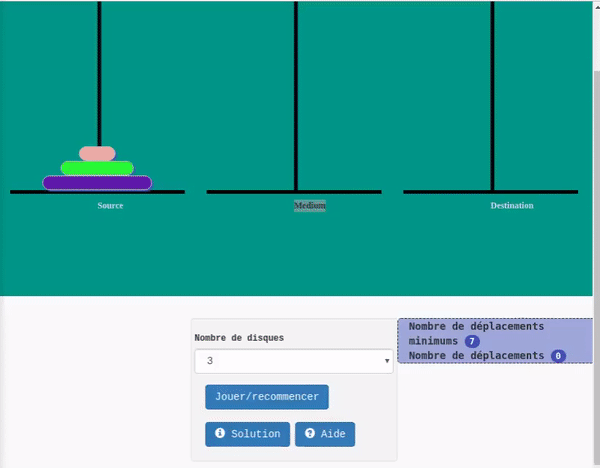 Source
Medium
Destination
Nombre de disques
3
Jouer/recommencer
Solution
Aide
Nombre de déplacements
minimums 7
Nombre de déplacements 0